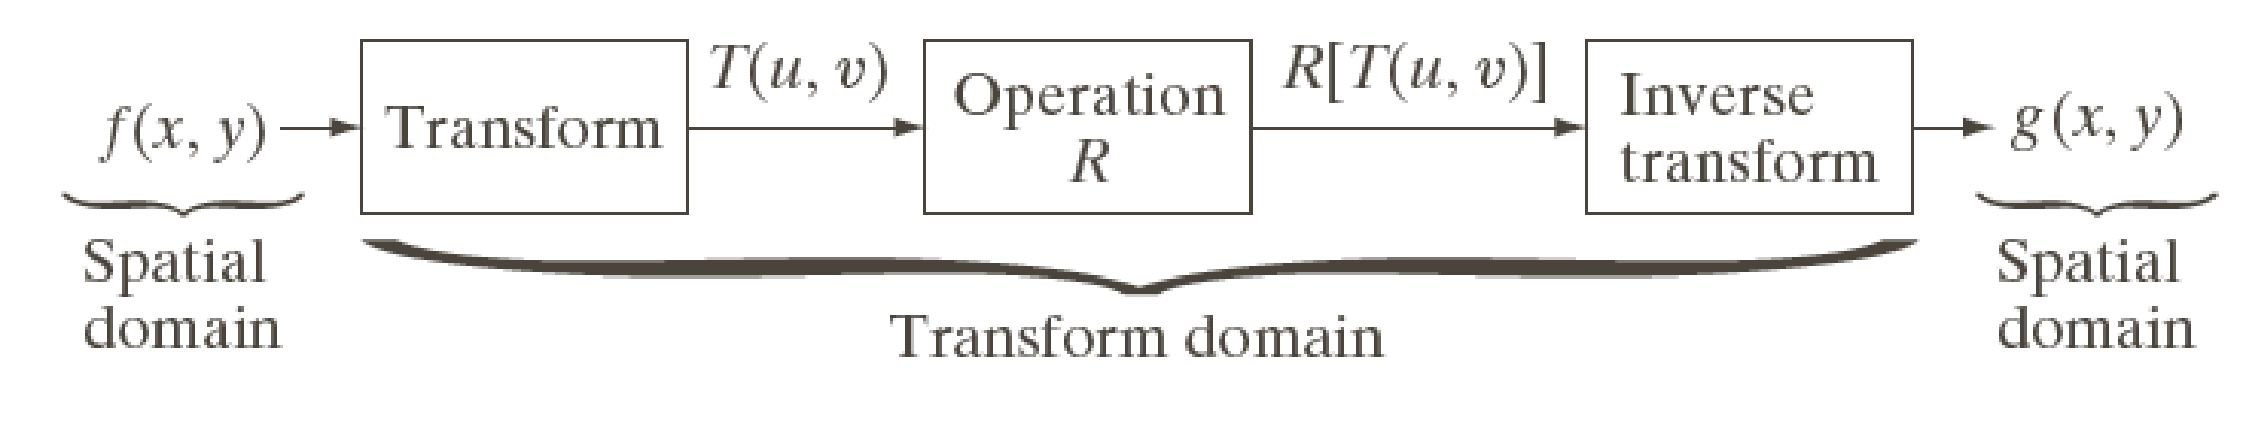 f(x, y)
Transform
T(u, v)
Operation
R
R[T(u, v)]
Inverse
transform
g(x, y)
Spatial
domain
Transform domain
Spatial
domain